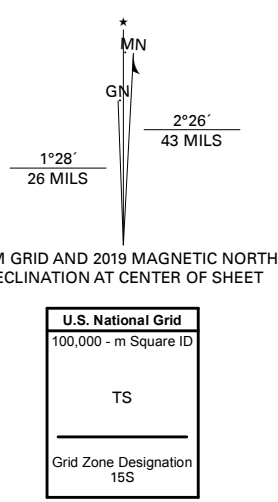 ★
MN
GN
2°26´
43 MILS
1°28´
26 MILS
M GRID AND 2019 MAGNETIC NORTH
ECLINATION AT CENTER OF SHEET
U.S. National Grid
100,000 - m Square ID
TS
Grid Zone Designation
15S